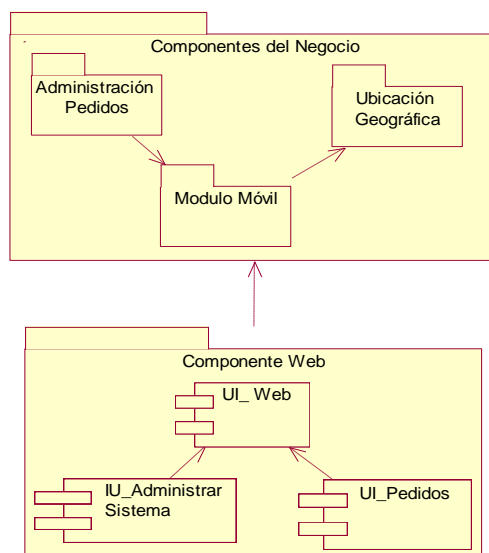 Componentes del Negocio
Administración
Pedidos
Ubicación
Geográfica
Modulo Móvil
Componente Web
UI_ Web
IU_Administrar
Sistema
UI_Pedidos